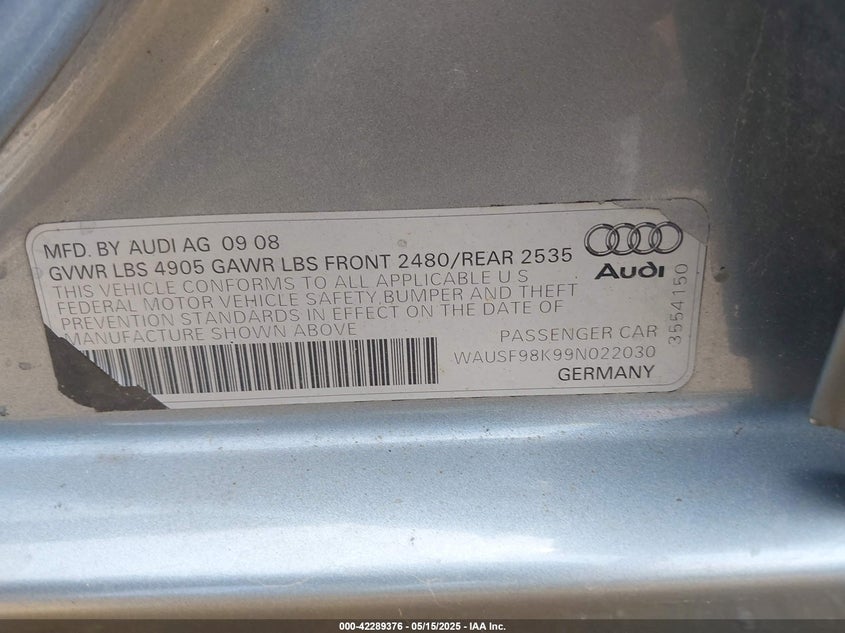 MFD. BY AUDI AG 09 08
GVWR LBS 4905 GAWR LBS FRONT 2480/REAR 2535
THIS VEHICLE CONFORMS TO ALL APPLICABLE U S
FEDERAL MOTOR VEHICLE SAFETY,BUMPER AND THEFT
PREVENTION STANDARDS IN EFFECT ON THE DATE OF
MANUFACTURE SHOWN ABOVE
PASSENGER CAR
WAUSF98K99N022030
GERMANY
Audi
3554150
000-42289376 - 05/15/2025 - IAA Inc.